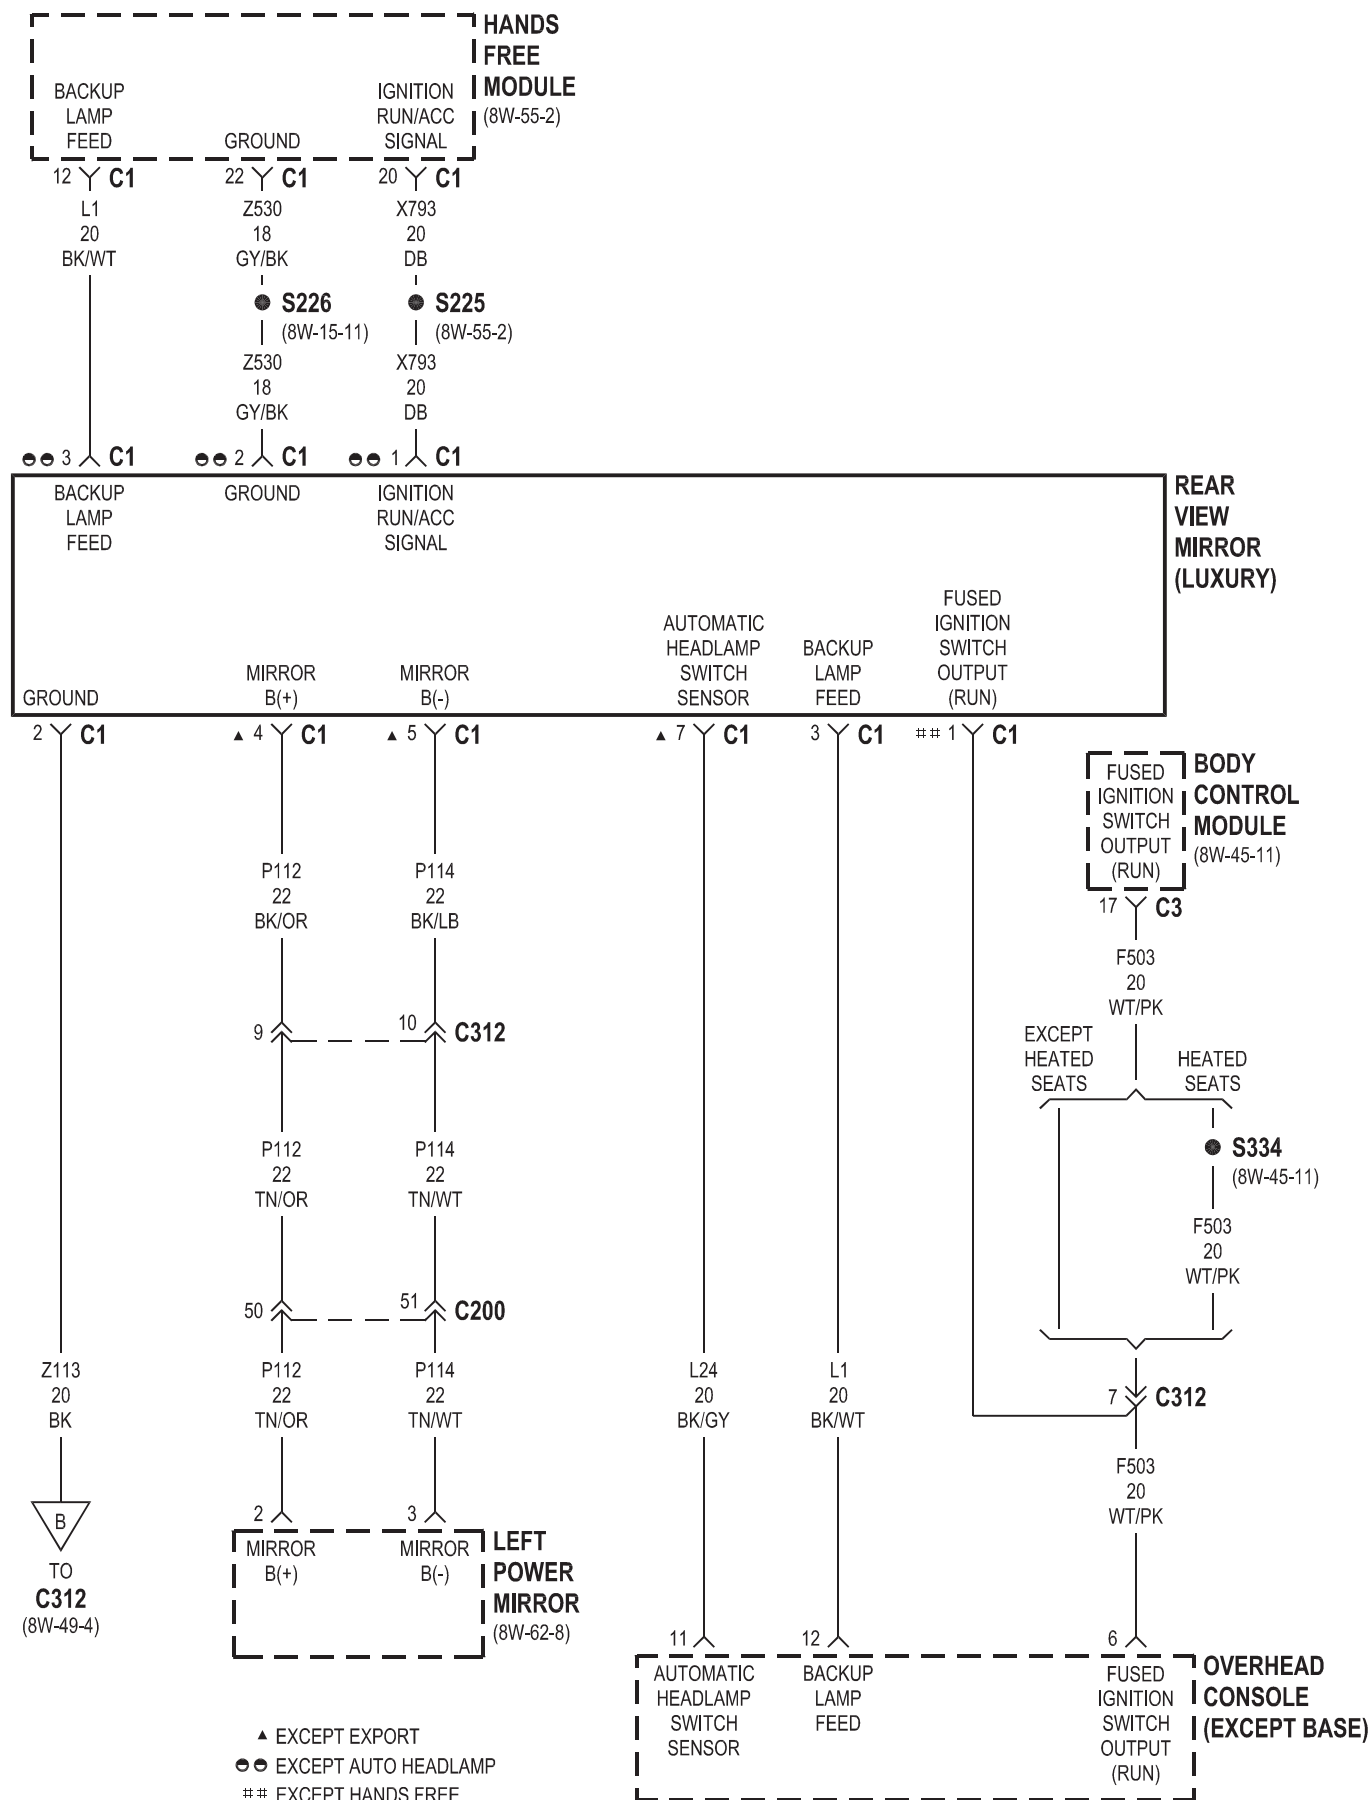 HANDS
FREE
MODULE
(8W-55-2)
BACKUP
LAMP
FEED
GROUND
IGNITION
RUN/ACC
SIGNAL
12 C1
22 C1
20 C1
L1
20
BK/WT
Z530
18
GY/BK
X793
20
DB
S226
(8W-15-11)
S225
(8W-55-2)
Z530
18
GY/BK
X793
20
DB
3 C1
2 C1
1 C1
BACKUP
LAMP
FEED
GROUND
IGNITION
RUN/ACC
SIGNAL
REAR
VIEW
MIRROR
(LUXURY)
GROUND
MIRROR
B(+)
MIRROR
B(-)
AUTOMATIC
HEADLAMP
SWITCH
SENSOR
BACKUP
LAMP
FEED
FUSED
IGNITION
SWITCH
OUTPUT
(RUN)
2 C1
▲ 4 C1
▲ 5 C1
▲ 7 C1
3 C1
## 1 C1
FUSED
IGNITION
SWITCH
OUTPUT
(RUN)
BODY
CONTROL
MODULE
(8W-45-11)
17 C3
P112
22
BK/OR
P114
22
BK/LB
F503
20
WT/PK
9
10 C312
EXCEPT
HEATED
SEATS
HEATED
SEATS
P112
22
TN/OR
P114
22
TN/WT
S334
(8W-45-11)
F503
20
WT/PK
50
51 C200
Z113
20
BK
P112
22
TN/OR
P114
22
TN/WT
L24
20
BK/GY
L1
20
BK/WT
7 C312
F503
20
WT/PK
B
TO
C312
(8W-49-4)
2
3
MIRROR
B(+)
MIRROR
B(-)
LEFT
POWER
MIRROR
(8W-62-8)
11
12
6
AUTOMATIC
HEADLAMP
SWITCH
SENSOR
BACKUP
LAMP
FEED
FUSED
IGNITION
SWITCH
OUTPUT
(RUN)
OVERHEAD
CONSOLE
(EXCEPT BASE)
▲ EXCEPT EXPORT
EXCEPT AUTO HEADLAMP
## EXCEPT HANDS FREE